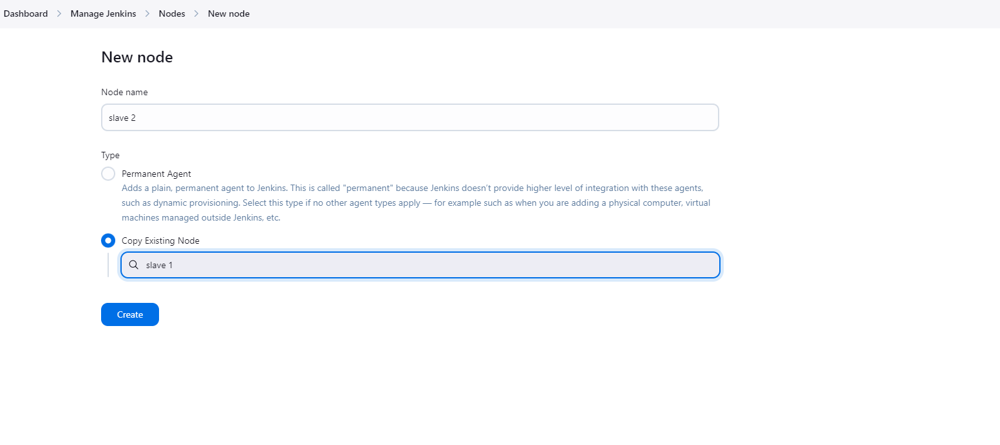 Dashboard > Manage Jenkins > Nodes > New node
New node
Node name
slave 2
Type
Permanent Agent
Adds a plain, permanent agent to Jenkins. This is called "permanent" because Jenkins doesn't provide higher level of integration with these agents,
such as dynamic provisioning. Select this type if no other agent types apply — for example such as when you are adding a physical computer, virtual
machines managed outside Jenkins, etc.
Copy Existing Node
slave 1
Create